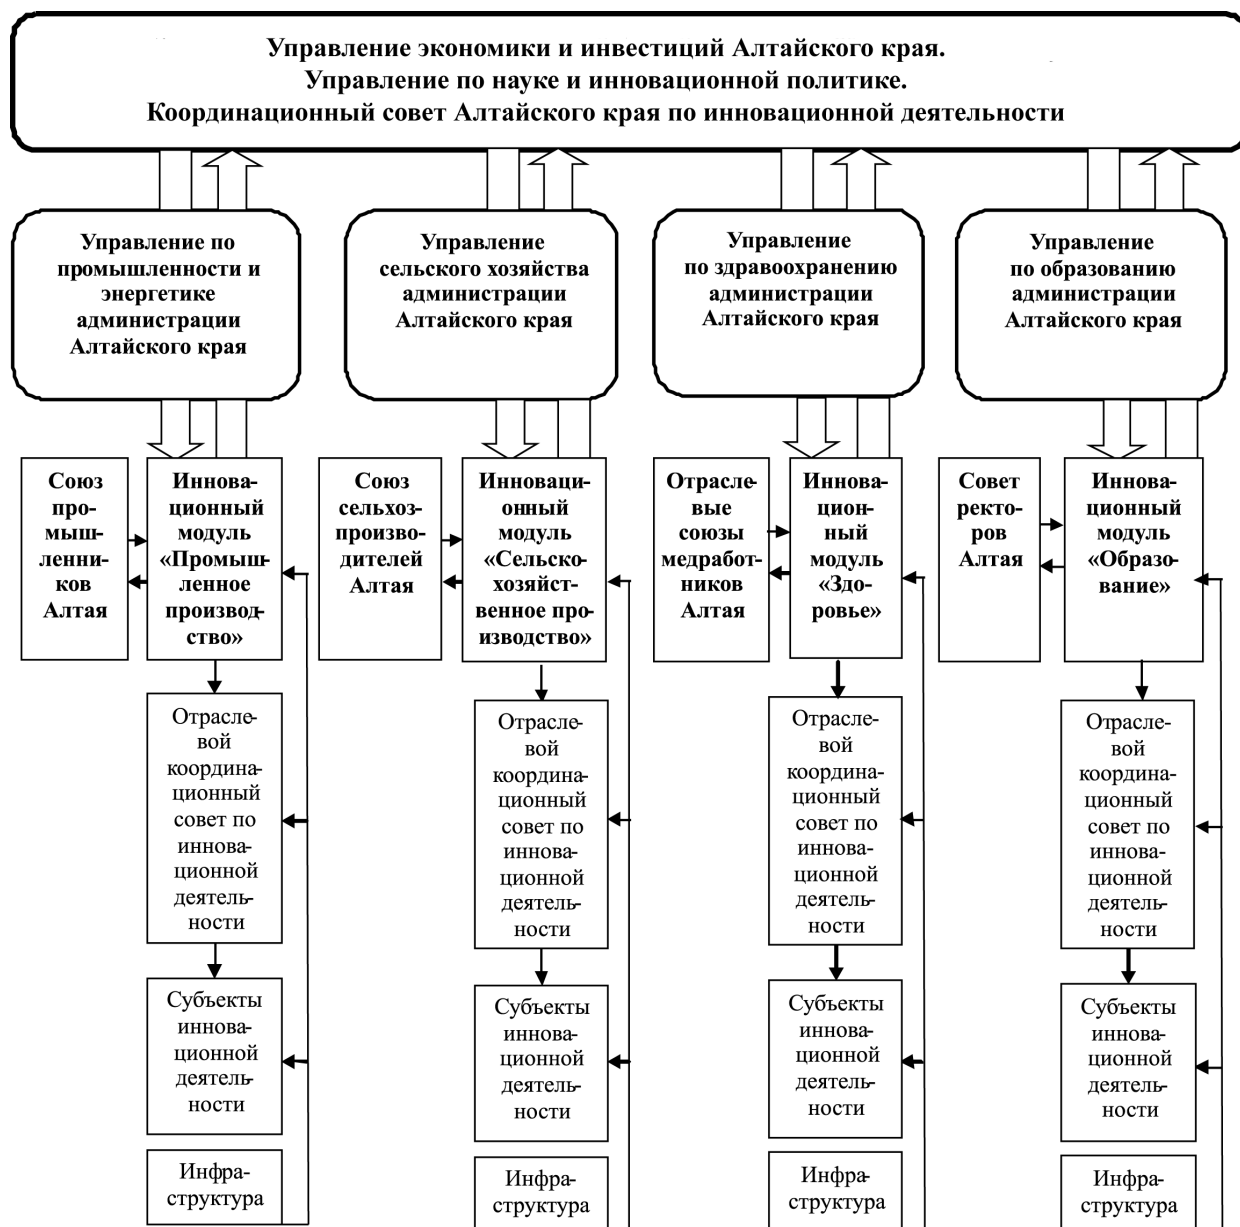 Управление экономики и инвестиций Алтайского края.
Управление по науке и инновационной политике.
Координационный совет Алтайского края по инновационной деятельности
Управление по
промышленности и
энергетике
администрации
Алтайского края
Управление
сельского хозяйства
администрации
Алтайского края
Управление
по здравоохранению
администрации
Алтайского края
Управление
по образованию
администрации
Алтайского края
Союз
про-
мыш-
ленни-
ков
Алтая
Иннова-
ционный
модуль
«Промыш-
ленное
производ-
ство»
Союз
сельхоз-
произво-
дителей
Алтая
Инноваци-
онный
модуль
«Сельско-
хозяйст-
венное про-
изводство»
Отрасле-
вые
союзы
медработ-
ников
Алтая
Иннова-
цион-
ный
модуль
«Здо-
ровье»
Совет
ректо-
ров
Алтая
Иннова-
ционный
модуль
«Образо-
вание»
Отрасле-
вой
координа-
ционный
совет по
иннова-
ционной
деятель-
ности
Отрасле-
вой
координа-
ционный
совет по
иннова-
ционной
деятель-
ности
Отрасле-
вой
координа-
ционный
совет по
иннова-
ционной
деятель-
ности
Отрасле-
вой
координа-
ционный
совет по
иннова-
ционной
деятель-
ности
Субъекты
иннова-
ционной
деятель-
ности
Субъекты
иннова-
ционной
деятель-
ности
Субъекты
иннова-
ционной
деятель-
ности
Субъекты
иннова-
ционной
деятель-
ности
Инфра-
структура
Инфра-
структура
Инфра-
структура
Инфра-
структура